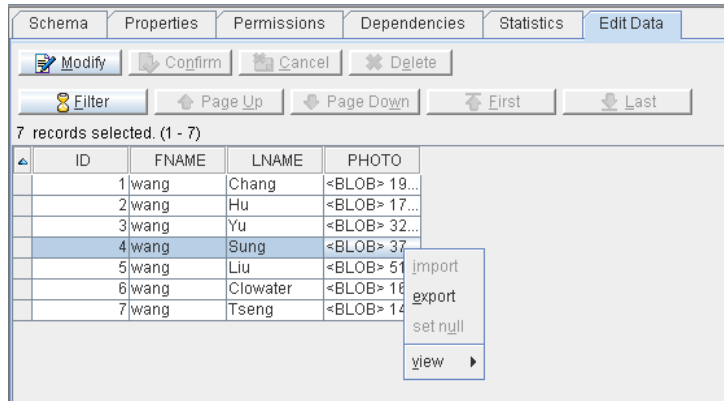 Schema Properties Permissions Dependencies Statistics Edit Data
Modify Confirm Cancel Delete
Filter Page Up Page Down First Last
7 records selected. (1 - 7)
ID FNAME LNAME PHOTO
1 wang Chang <BLOB> 19...
2 wang Hu <BLOB> 17...
3 wang Yu <BLOB> 32...
4 wang Sung <BLOB> 37
5 wang Liu <BLOB> 51
6 wang Clowater <BLOB> 16
7 wang Tseng <BLOB> 14
import
export
set null
view